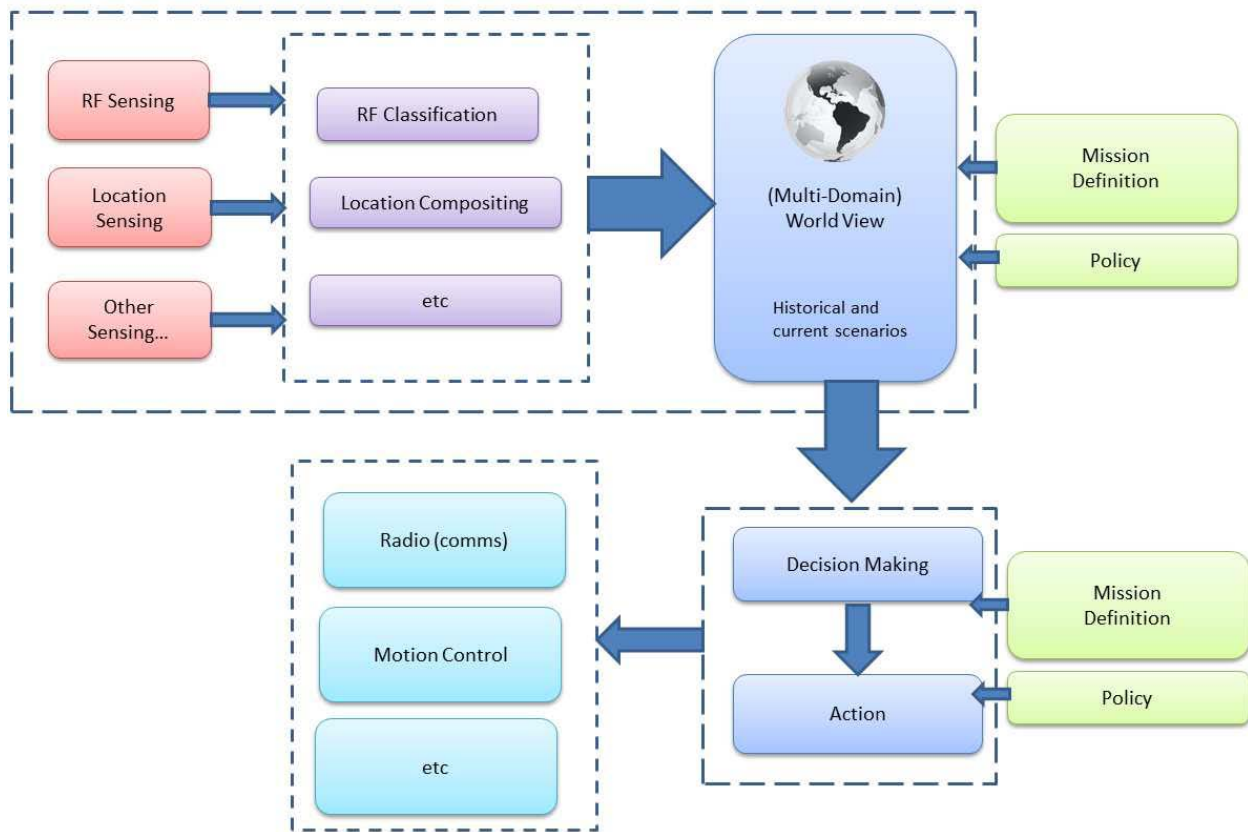 RF Sensing
Location
Sensing
Other
Sensing...
RF Classification
Location Compositing
etc
(Multi-Domain)
World View
Historical and
current scenarios
Mission
Definition
Policy
Radio (comms)
Motion Control
etc
Decision Making
Action
Mission
Definition
Policy